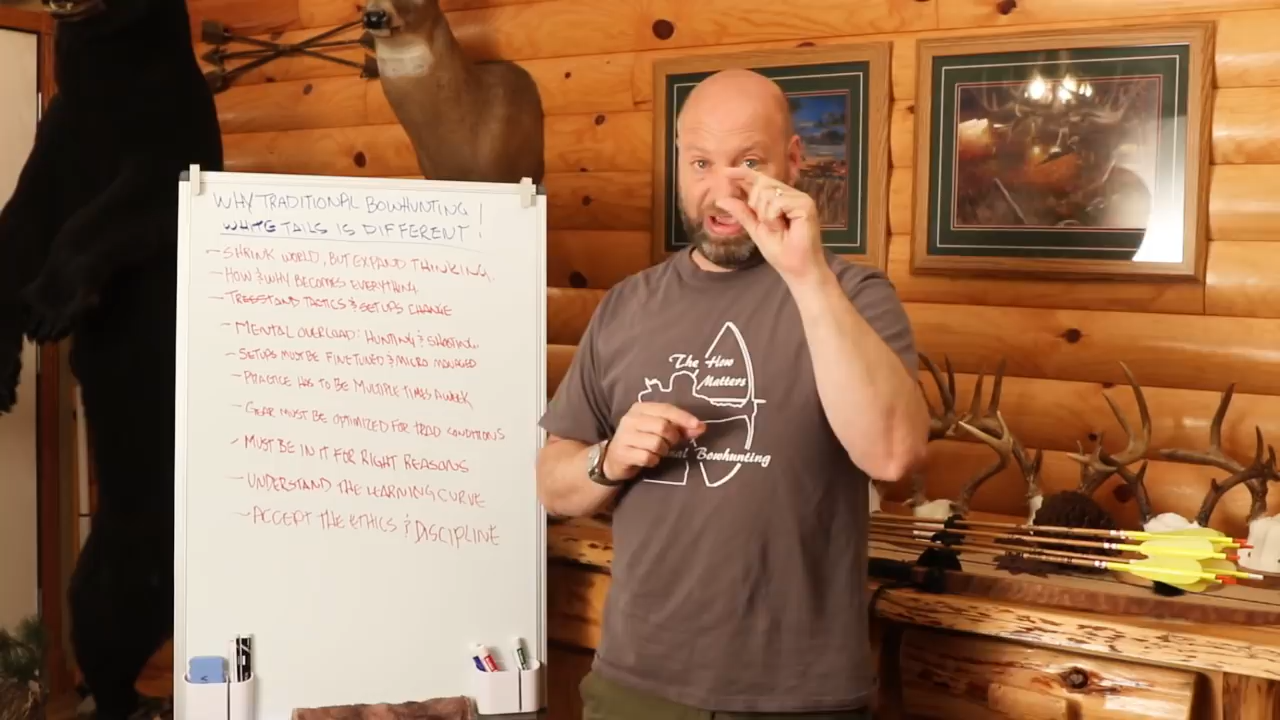 WHY TRADITIONAL BOWHUNTING
WHITETAILS IS DIFFERENT!
- SHRINK WORLD, BUT EXPAND THINKING.
- HOW & WHY BECOMES EVERYTHING.
- TREESTAND TACTICS & SETUPS CHANGE
- MENTAL OVERLOAD: HUNTING & SHOOTING.
- SETUPS MUST BE FINE TUNED & MICRO MANAGED
- PRACTICE HAS TO BE MULTIPLE TIMES A WEEK
- GEAR MUST BE OPTIMIZED FOR TRAD CONDITIONS
- MUST BE IN IT FOR RIGHT REASONS
- UNDERSTAND THE LEARNING CURVE
- ACCEPT THE ETHICS & DISCIPLINE
The How
Matters
Bowhunting